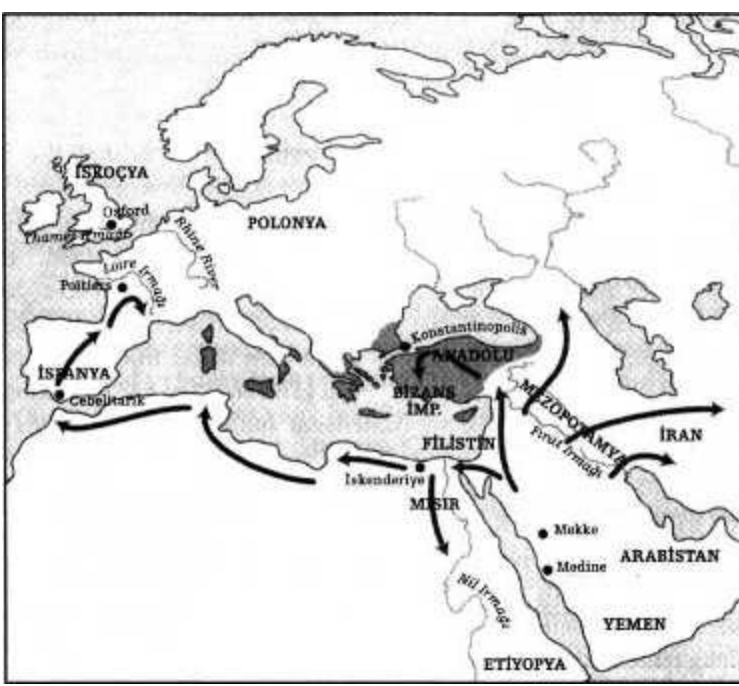 İSKOÇYA
Oxford
Thames Irmağı
POLONYA
Rhine River
Loire Irmağı
Poitiers
Konstantinopolis
ANADOLU
İSPANYA
BİZANS
İMP.
MEZOPOTAMYA
Cebelitarık
FİLİSTİN
İRAN
Fırat Irmağı
İskenderiye
MISIR
Mekke
ARABİSTAN
Medine
Nil Irmağı
YEMEN
ETİYOPYA